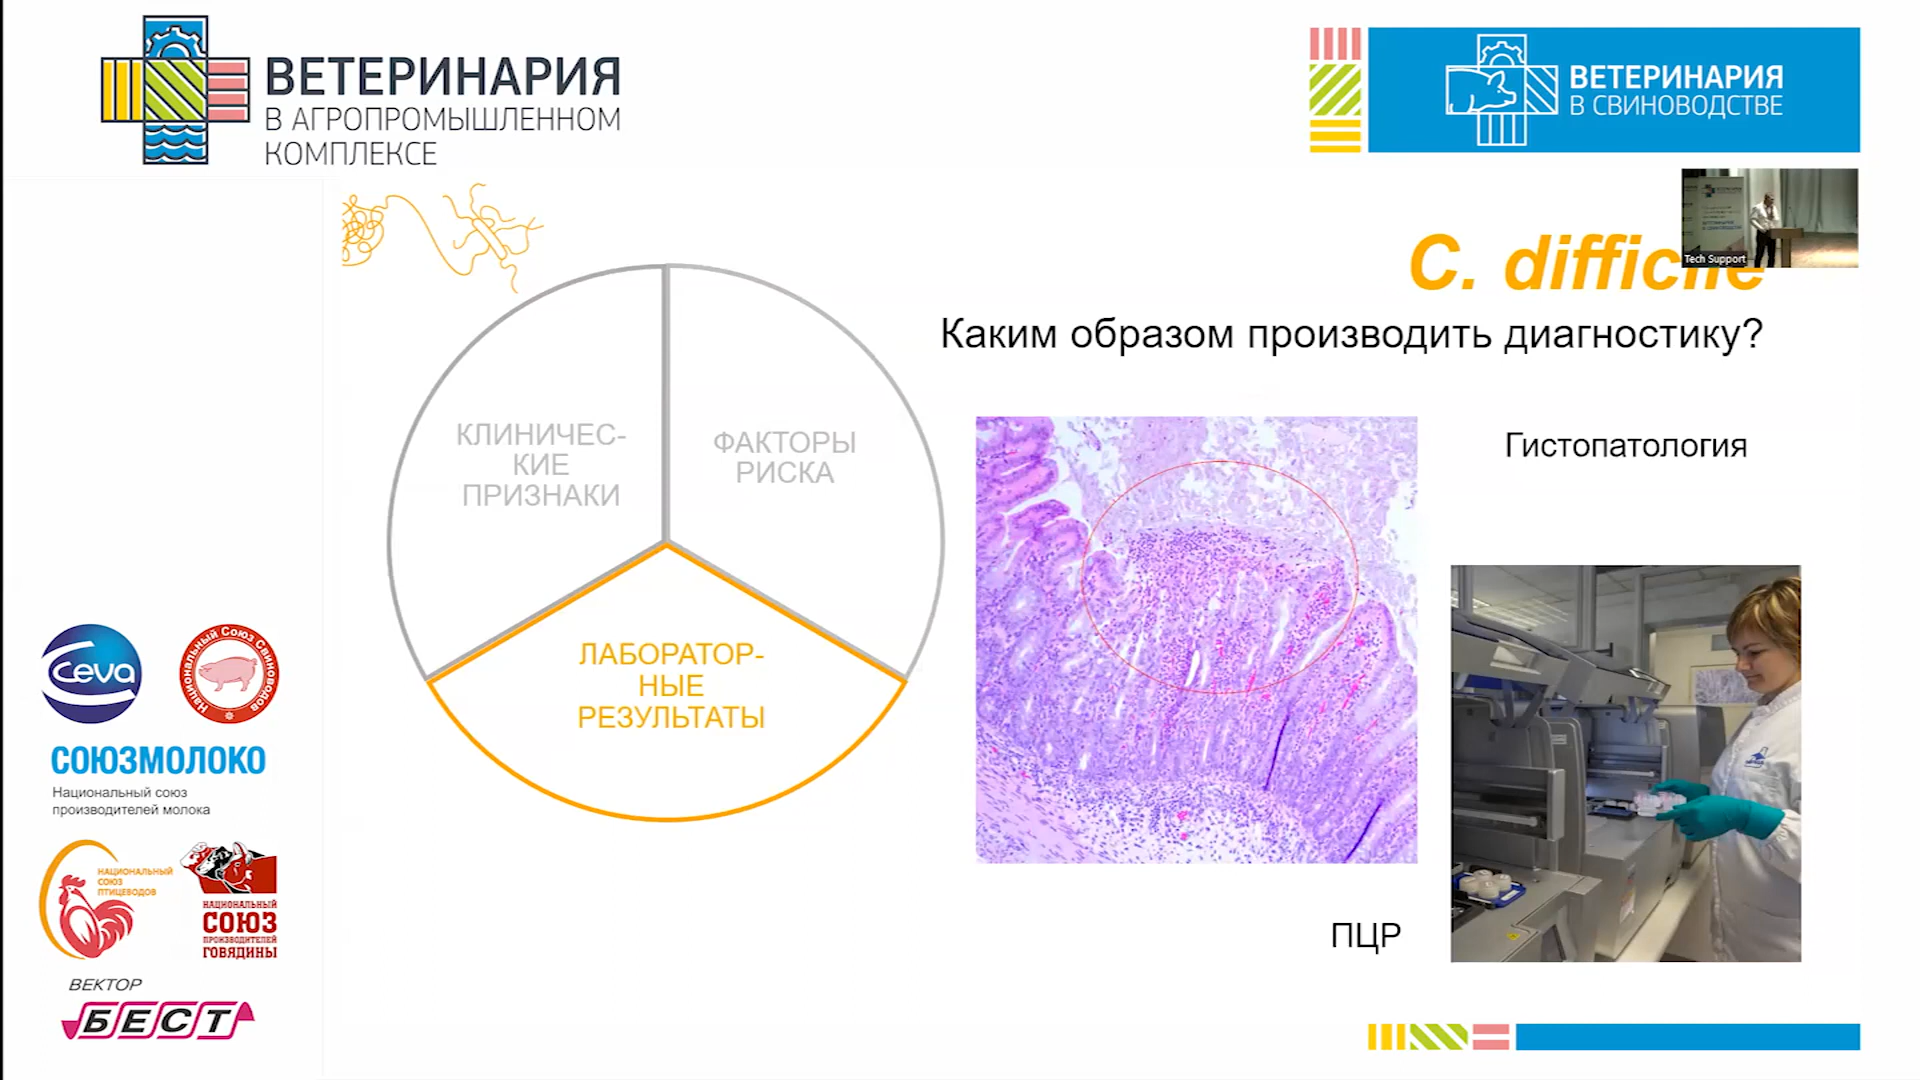 ВЕТЕРИНАРИЯ
В АГРОПРОМЫШЛЕННОМ
КОМПЛЕКСЕ
ВЕТЕРИНАРИЯ
В СВИНОВОДСТВЕ
Tech Support
C. difficile
Каким образом производить диагностику?
КЛИНИЧЕС-
КИЕ
ПРИЗНАКИ
ФАКТОРЫ
РИСКА
ЛАБОРАТОР-
НЫЕ
РЕЗУЛЬТАТЫ
Гистопатология
ПЦР
Ceva
Национальный Союз Свиноводов
СОЮЗМОЛОКО
Национальный союз
производителей молока
НАЦИОНАЛЬНЫЙ
СОЮЗ
ПТИЦЕВОДОВ
НАЦИОНАЛЬНЫЙ
СОЮЗ
ПРОИЗВОДИТЕЛЕЙ
ГОВЯДИНЫ
ВЕКТОР
БЕСТ